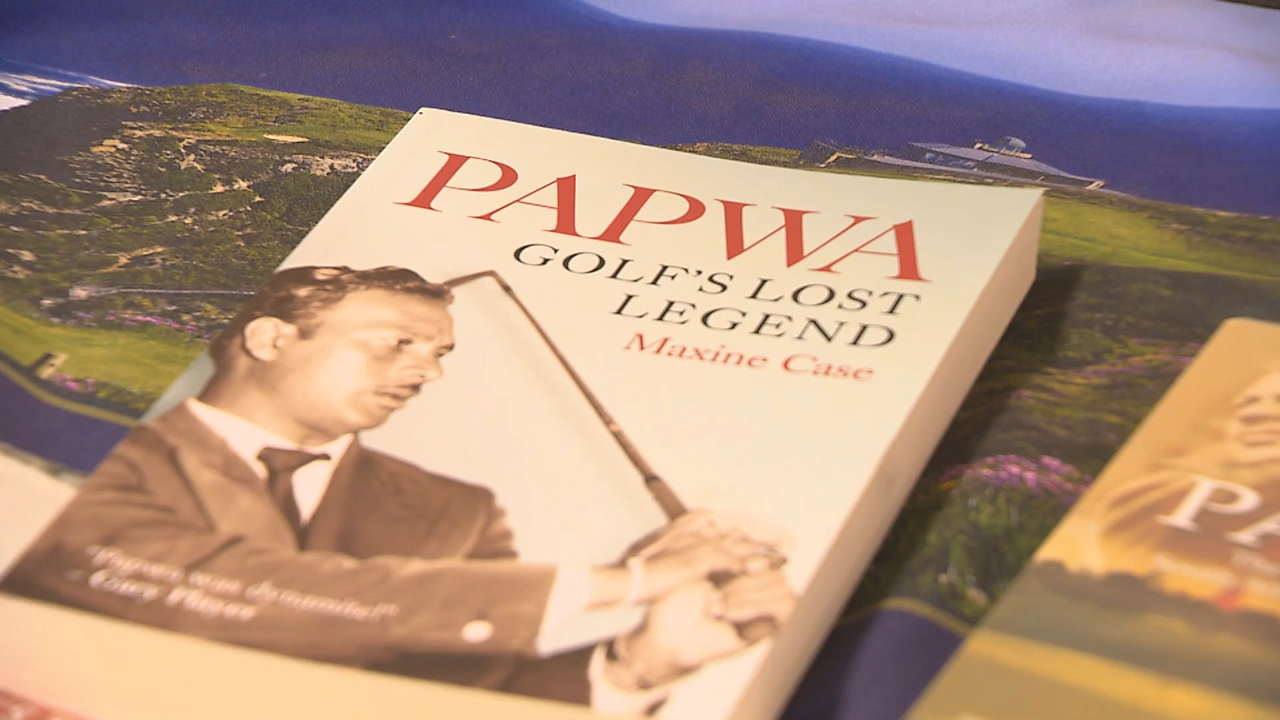 PAPWA
GOLF'S LOST
LEGEND
Maxine Case
"Papwa was dynamite!"
- Gary Player
PA